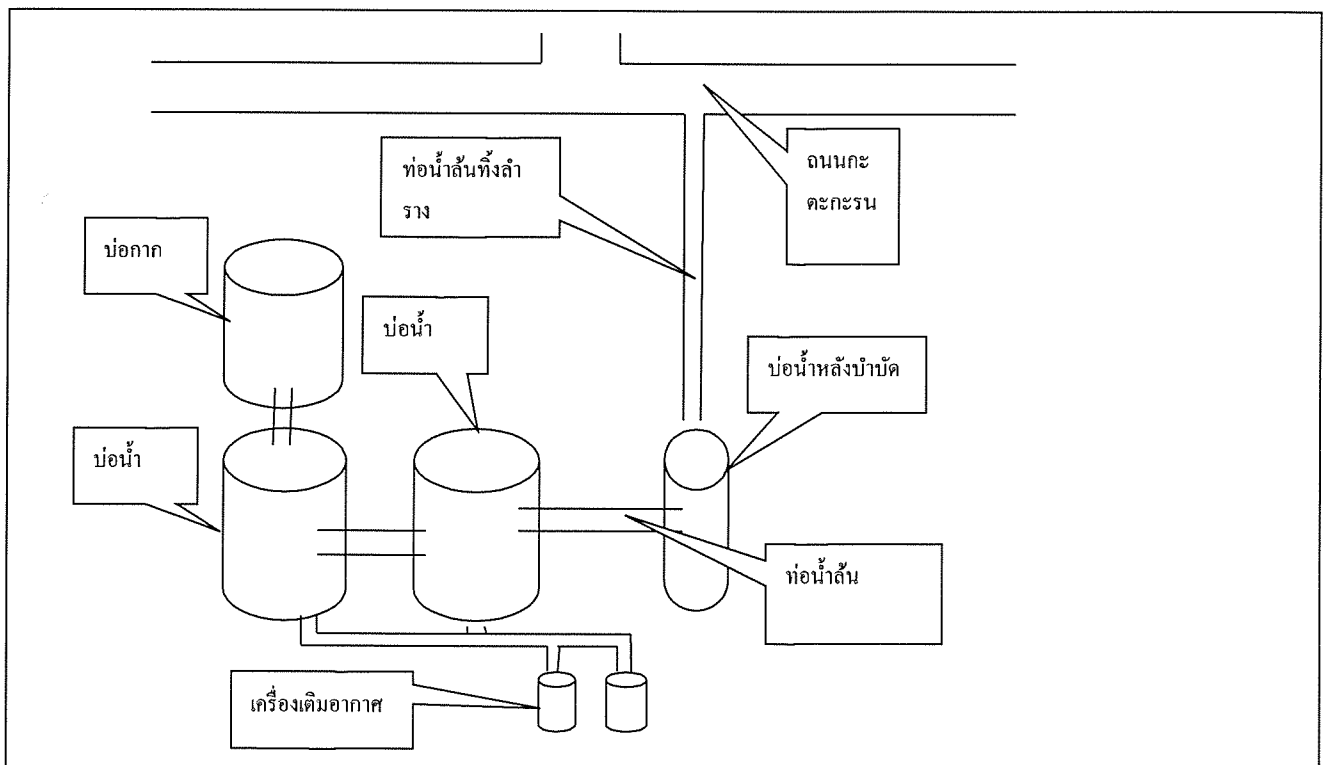 ถนนกะ
ตะกะรน
ท่อน้ำล้นทิ้งลำ
ราง
บ่อกาก
บ่อน้ำ
บ่อน้ำหลังบำบัด
บ่อน้ำ
ท่อน้ำล้น
เครื่องเติมอากาศ